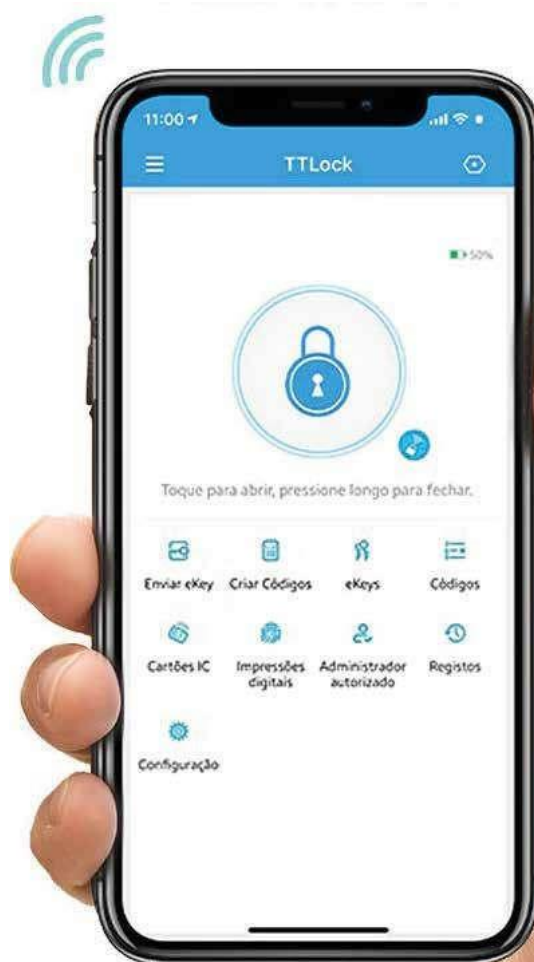 11:00
TTLock
50%
Toque para abrir, pressione longo para fechar.
Enviar eKey Criar Códigos eKeys Códigos
Cartões IC Impressões digitais Administrador autorizado Registos
Configuração